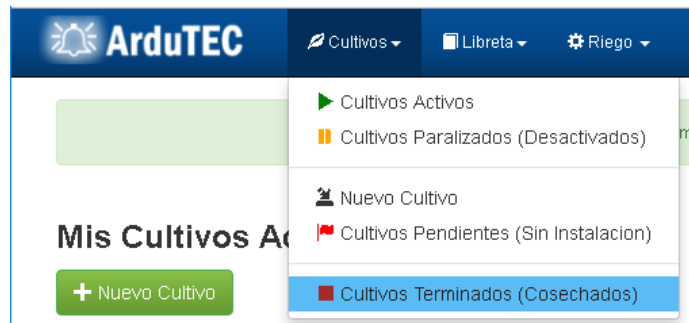 ArduTEC
Cultivos
Libreta
Riego
Cultivos Activos
Cultivos Paralizados (Desactivados)
Nuevo Cultivo
Cultivos Pendientes (Sin Instalacion)
Cultivos Terminados (Cosechados)
Mis Cultivos
Nuevo Cultivo